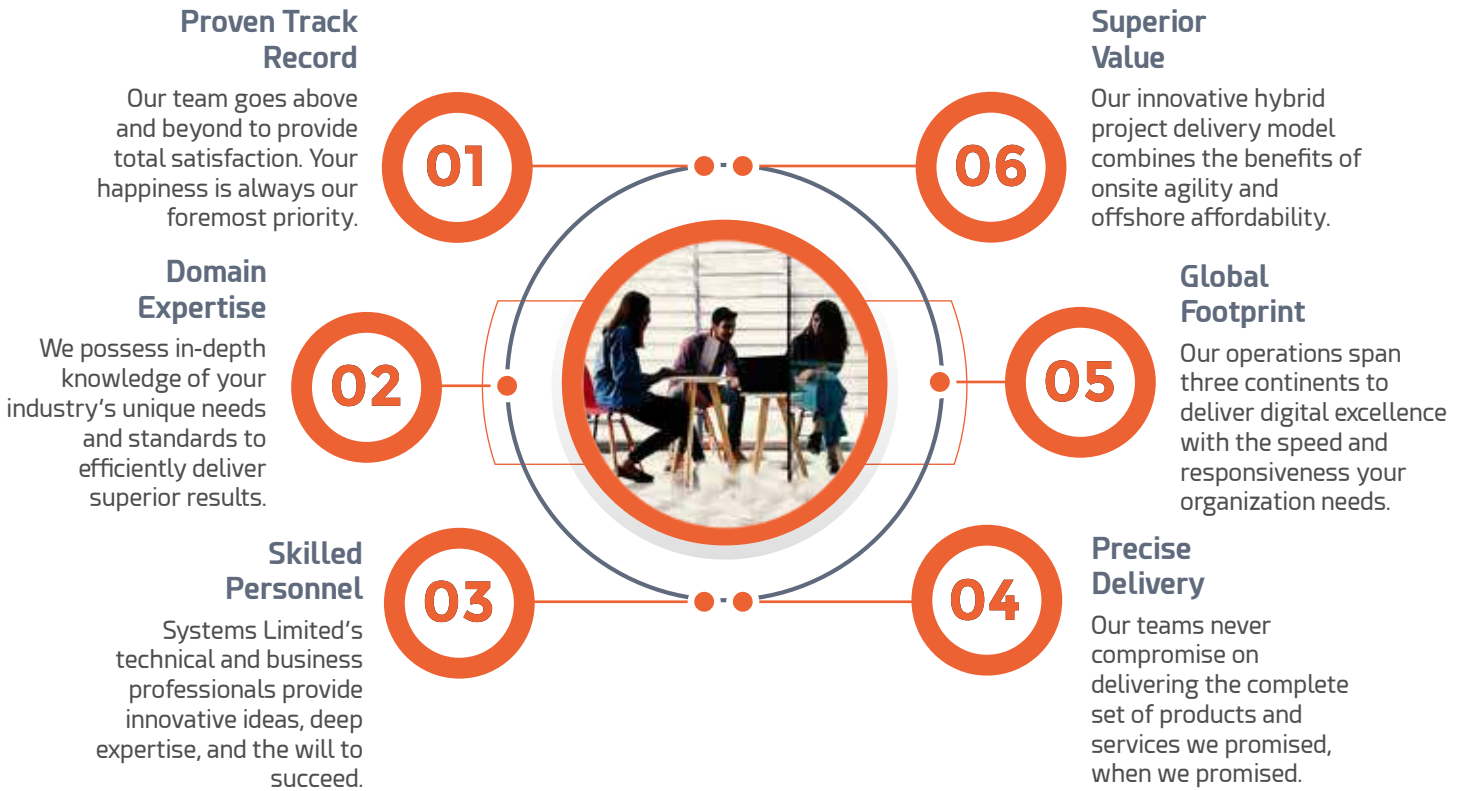 Proven Track
Record
Our team goes above
and beyond to provide
total satisfaction. Your
happiness is always our
foremost priority.
01
Domain
Expertise
We possess in-depth
knowledge of your
industry’s unique needs
and standards to
efficiently deliver
superior results.
02
Skilled
Personnel
Systems Limited’s
technical and business
professionals provide
innovative ideas, deep
expertise, and the will to
succeed.
03
04
Precise
Delivery
Our teams never
compromise on
delivering the complete
set of products and
services we promised,
when we promised.
05
Global
Footprint
Our operations span
three continents to
deliver digital excellence
with the speed and
responsiveness your
organization needs.
06
Superior
Value
Our innovative hybrid
project delivery model
combines the benefits of
onsite agility and
offshore affordability.